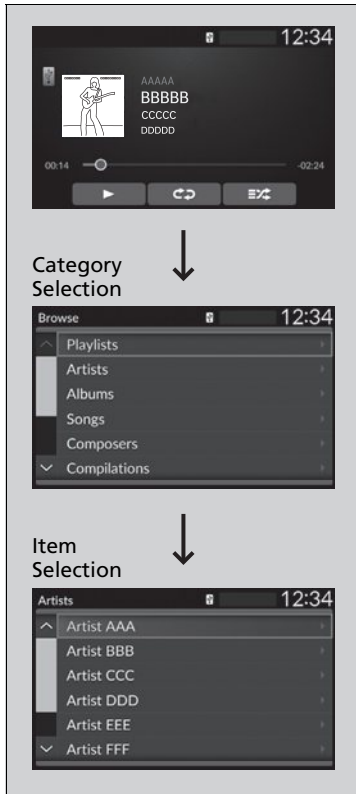 12:34
AAAAA
BBBBB
CCCCC
DDDDD
00:14
-02:24
Category
Selection
Browse 12:34
Playlists
Artists
Albums
Songs
Composers
Compilations
Item
Selection
Artists 12:34
Artist AAA
Artist BBB
Artist CCC
Artist DDD
Artist EEE
Artist FFF